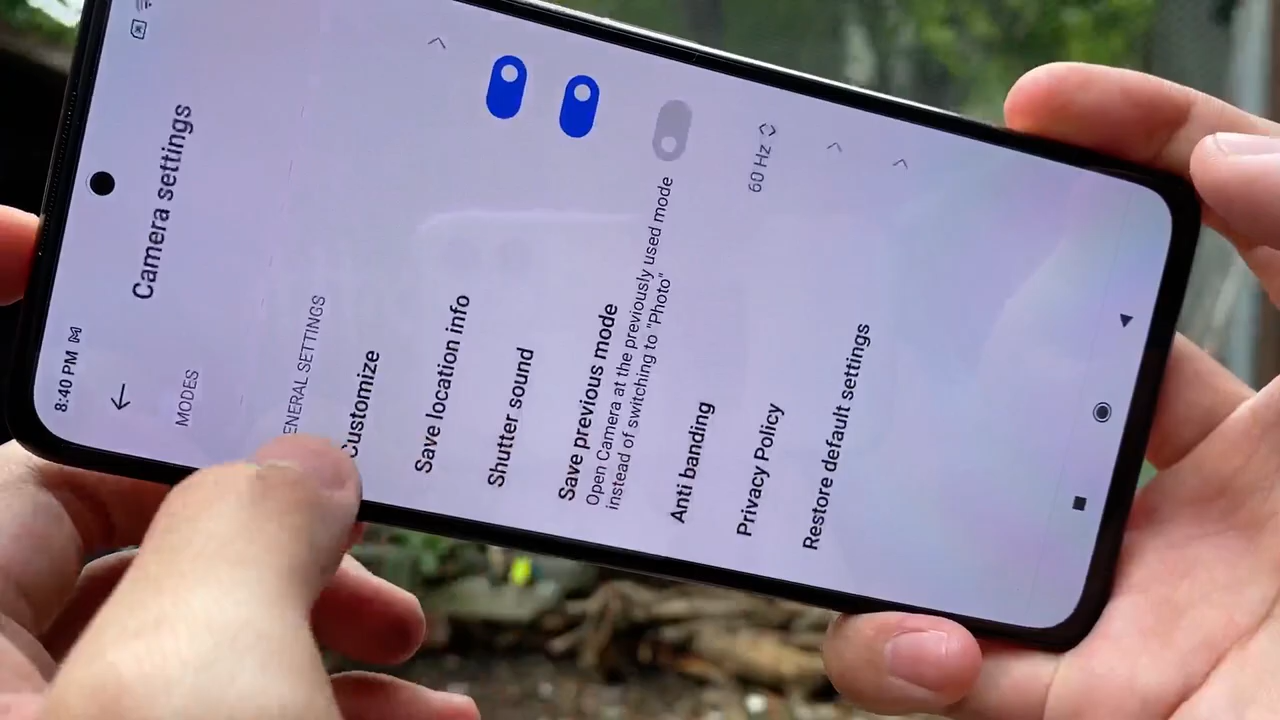 8:40 PM
Camera settings
MODES
ENERAL SETTINGS
Customize
Save location info
Shutter sound
Save previous mode
Open Camera at the previously used mode
instead of switching to "Photo"
Anti banding
60 Hz
Privacy Policy
Restore default settings